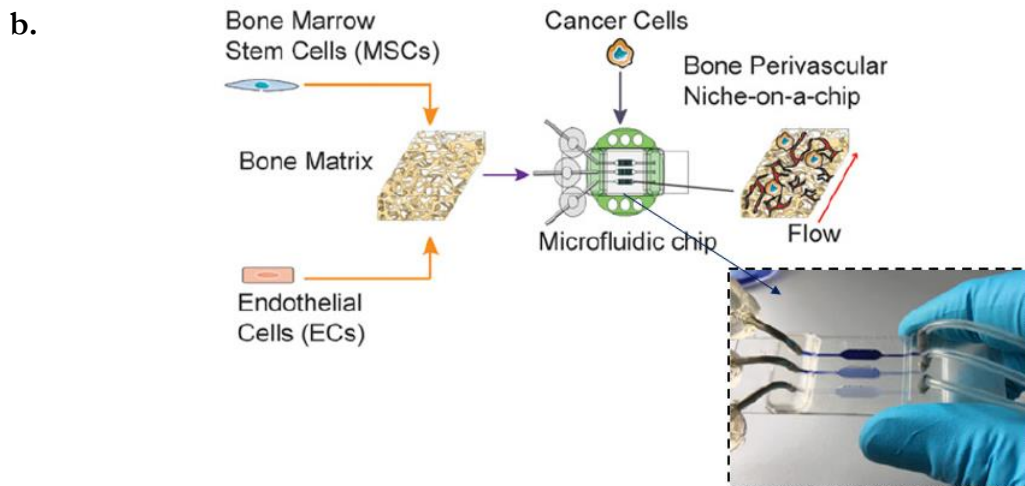 b.
Bone Marrow
Stem Cells (MSCs)
Cancer Cells
Bone Perivascular
Niche-on-a-chip
Bone Matrix
Microfluidic chip
Flow
Endothelial
Cells (ECs)